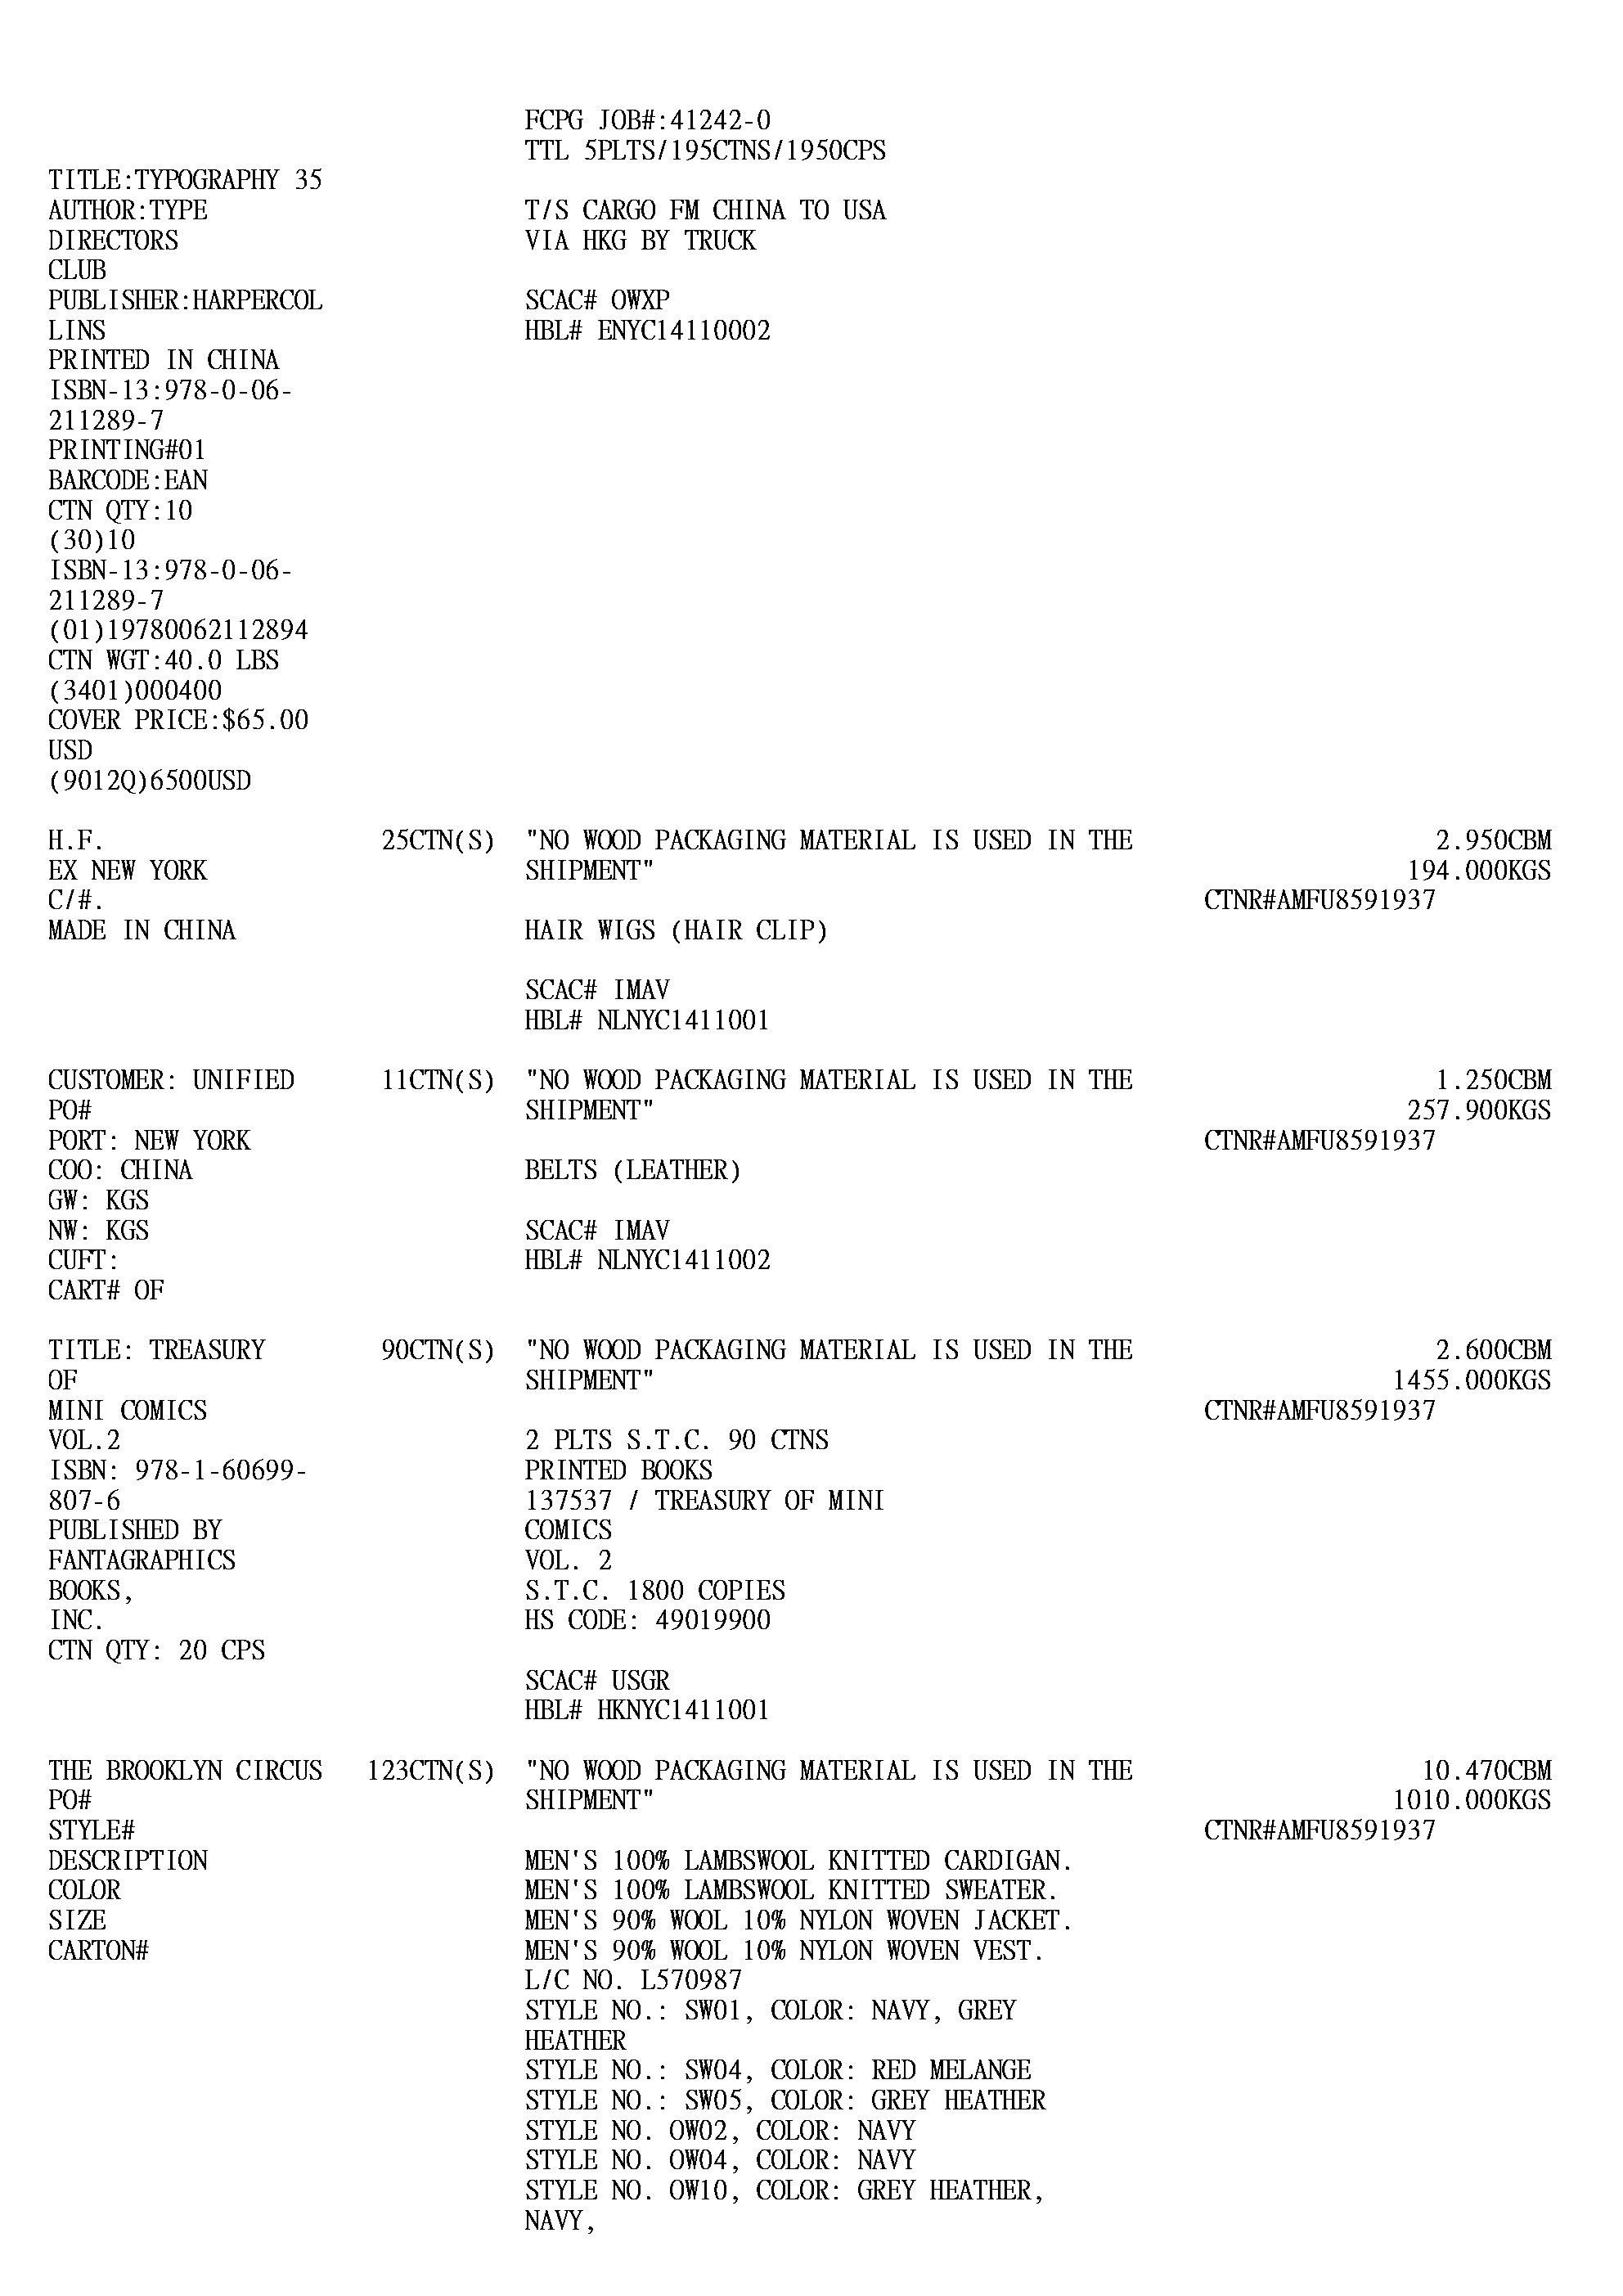 FCPG JOB#:41242-0
TTL 5PLTS/195CTNS/1950CPS
TITLE:TYPOGRAPHY 35
AUTHOR:TYPE T/S CARGO FM CHINA TO USA
DIRECTORS VIA HKG BY TRUCK
CLUB
PUBLISHER:HARPERCOL SCAC# OWXP
LINS HBL# ENYC14110002
PRINTED IN CHINA
ISBN-13:978-0-06-
211289-7
PRINTING#01
BARCODE:EAN
CTN QTY:10
(30)10
ISBN-13:978-0-06-
211289-7
(01)19780062112894
CTN WGT:40.0 LBS
(3401)000400
COVER PRICE:$65.00
USD
(9012Q)6500USD
H.F. 25CTN(S) "NO WOOD PACKAGING MATERIAL IS USED IN THE 2.950CBM
EX NEW YORK SHIPMENT" 194.000KGS
C/#. CTNR#AMFU8591937
MADE IN CHINA HAIR WIGS (HAIR CLIP)
SCAC# IMAV
HBL# NLNYC1411001
CUSTOMER: UNIFIED 11CTN(S) "NO WOOD PACKAGING MATERIAL IS USED IN THE 1.250CBM
PO# SHIPMENT" 257.900KGS
PORT: NEW YORK CTNR#AMFU8591937
COO: CHINA BELTS (LEATHER)
GW: KGS
NW: KGS SCAC# IMAV
CUFT: HBL# NLNYC1411002
CART# OF
TITLE: TREASURY 90CTN(S) "NO WOOD PACKAGING MATERIAL IS USED IN THE 2.600CBM
OF SHIPMENT" 1455.000KGS
MINI COMICS CTNR#AMFU8591937
VOL.2 2 PLTS S.T.C. 90 CTNS
ISBN: 978-1-60699- PRINTED BOOKS
807-6 137537 / TREASURY OF MINI
PUBLISHED BY COMICS
FANTAGRAPHICS VOL. 2
BOOKS, S.T.C. 1800 COPIES
INC. HS CODE: 49019900
CTN QTY: 20 CPS
SCAC# USGR
HBL# HKNYC1411001
THE BROOKLYN CIRCUS 123CTN(S) "NO WOOD PACKAGING MATERIAL IS USED IN THE 10.470CBM
PO# SHIPMENT" 1010.000KGS
STYLE# CTNR#AMFU8591937
DESCRIPTION MEN'S 100% LAMBSWOOL KNITTED CARDIGAN.
COLOR MEN'S 100% LAMBSWOOL KNITTED SWEATER.
SIZE MEN'S 90% WOOL 10% NYLON WOVEN JACKET.
CARTON# MEN'S 90% WOOL 10% NYLON WOVEN VEST.
L/C NO. L570987
STYLE NO.: SW01, COLOR: NAVY, GREY
HEATHER
STYLE NO.: SW04, COLOR: RED MELANGE
STYLE NO.: SW05, COLOR: GREY HEATHER
STYLE NO. OW02, COLOR: NAVY
STYLE NO. OW04, COLOR: NAVY
STYLE NO. OW10, COLOR: GREY HEATHER,
NAVY,